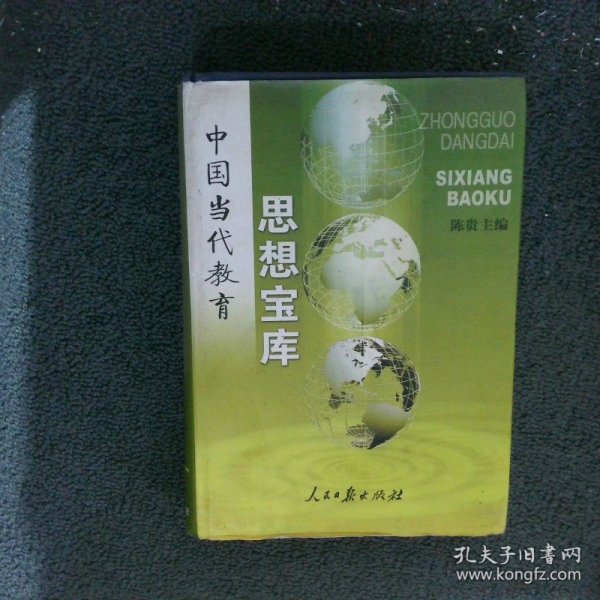 中国当代教育
思想宝库
ZHONGGUO
DANGDAI
SIXIANG
BAOKU
陈贵主编
人民日报出版社
孔夫子旧书网
www.kongfz.com